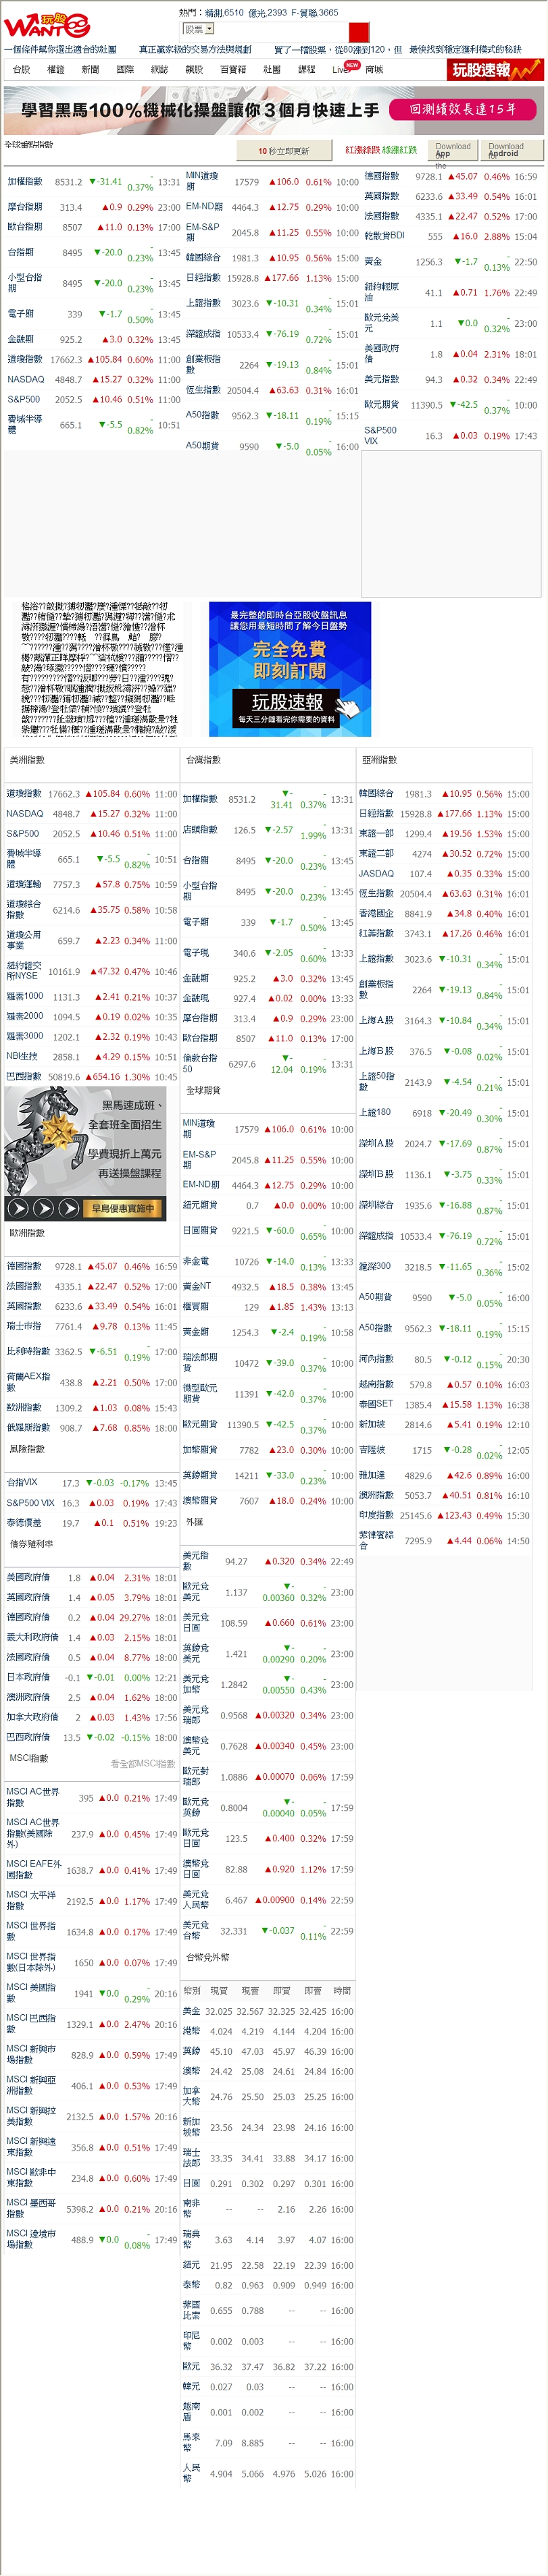 玩股
WANTGOO
熱門：精測,6510 億光,2393 F-貿聯,3665
股票
一個條件幫你選出適合的社團 真正贏家級的交易方法與規劃 買了一檔股票，從80漲到120，但 最後找到穩定獲利模式的秘訣
台股 權證 新聞 國際 網誌 飆股 百寶箱 社團 課程 Live NEW 商城
玩股速報
學習黑馬100%機械化操盤讓你３個月快速上手 回測績效長達15年
全球重點指數
10 秒立即更新
紅漲綠跌 綠漲紅跌
Download App on the
Download Android
加權指數 8531.2 ▼-31.41 -0.37% 13:31
摩台指期 313.4 ▲0.9 0.29% 23:00
歐台指期 8507 ▲11.0 0.13% 17:00
台指期 8495 ▼-20.0 -0.23% 13:45
小型台指期 8495 ▼-20.0 -0.23% 13:45
電子期 339 ▼-1.7 -0.50% 13:45
金融期 925.2 ▲3.0 0.32% 13:45
道瓊指數 17662.3 ▲105.84 0.60% 11:00
NASDAQ 4848.7 ▲15.27 0.32% 11:00
S&P500 2052.5 ▲10.46 0.51% 11:00
費城半導體 665.1 ▼-5.5 -0.82% 10:51
MIN道瓊期 17579 ▲106.0 0.61% 10:00
EM-ND期 4464.3 ▲12.75 0.29% 10:00
EM-S&P期 2045.8 ▲11.25 0.55% 10:00
韓國綜合 1981.3 ▲10.95 0.56% 15:00
日經指數 15928.8 ▲177.66 1.13% 15:00
上證指數 3023.6 ▼-10.31 -0.34% 15:01
深證成指 10533.4 ▼-76.19 -0.72% 15:01
創業板指數 2264 ▼-19.13 -0.84% 15:01
恆生指數 20504.4 ▲63.63 0.31% 16:01
A50指數 9562.3 ▼-18.11 -0.19% 15:15
A50期貨 9590 ▼-5.0 -0.05% 16:00
德國指數 9728.1 ▲45.07 0.46% 16:59
英國指數 6233.6 ▲33.49 0.54% 16:01
法國指數 4335.1 ▲22.47 0.52% 17:00
乾散貨BDI 555 ▲16.0 2.88% 15:04
黃金 1256.3 ▼-1.7 -0.13% 22:50
紐約輕原油 41.1 ▲0.71 1.76% 22:49
歐元兌美元 1.1 ▼0.0 -0.32% 23:00
美國政府債 1.8 ▲0.04 2.31% 18:01
美元指數 94.3 ▲0.32 0.34% 22:49
歐元期貨 11390.5 ▼-42.5 -0.37% 10:00
S&P500 VIX 16.3 ▲0.03 0.19% 17:43
最完整的亞股收盤訊息
讓您用最短時間了解今日盤勢
完全免費
即刻訂閱
玩股速報
每天三分鐘看完你需要的資料
美洲指數
道瓊指數 17662.3 ▲105.84 0.60% 11:00
NASDAQ 4848.7 ▲15.27 0.32% 11:00
S&P500 2052.5 ▲10.46 0.51% 11:00
費城半導體 665.1 ▼-5.5 -0.82% 10:51
道瓊運輸 7757.3 ▲57.8 0.75% 10:59
道瓊綜合指數 6214.6 ▲35.75 0.58% 10:58
道瓊公用事業 659.7 ▲2.23 0.34% 11:00
紐約證交所NYSE 10161.9 ▲47.32 0.47% 10:46
羅素1000 1131.3 ▲2.41 0.21% 10:37
羅素2000 1094.5 ▲0.19 0.02% 10:35
羅素3000 1202.1 ▲2.32 0.19% 10:43
NBI生技 2858.1 ▲4.29 0.15% 10:51
巴西指數 50819.6 ▲654.16 1.30% 10:45
黑馬速成班、
全套班全面招生
學費現折上萬元
再送操盤課程
早鳥優惠實施中
歐洲指數
德國指數 9728.1 ▲45.07 0.46% 16:59
法國指數 4335.1 ▲22.47 0.52% 17:00
英國指數 6233.6 ▲33.49 0.54% 16:01
瑞士市指 7761.4 ▲9.78 0.13% 11:45
比利時指數 3362.5 ▼-6.51 -0.19% 17:00
荷蘭AEX指數 438.8 ▲2.21 0.50% 17:00
歐洲指數 1289.2 ▲1.03 0.08% 15:43
俄羅斯指數 908.7 ▲7.68 0.85% 18:00
風險指數
台指VIX 17.3 ▼-0.03 -0.17% 13:45
S&P500 VIX 16.3 ▲0.03 0.19% 17:43
泰德價差 19.7 ▲0.1 0.51% 19:23
債券殖利率
美國政府債 1.8 ▲0.04 2.31% 18:01
英國政府債 1.4 ▲0.05 3.79% 18:01
德國政府債 0.2 ▲0.04 29.27% 18:01
義大利政府債 1.4 ▲0.03 2.15% 18:01
法國政府債 0.5 ▲0.04 8.77% 18:00
日本政府債 -0.1 ▼-0.01 0.00% 12:21
澳洲政府債 2.5 ▲0.04 1.62% 18:00
加拿大政府債 2 ▲0.03 1.43% 17:56
巴西政府債 13.5 ▼-0.02 -0.15% 18:00
MSCI指數 看全部MSCI指數
MSCI AC世界指數 395 ▲0.0 0.21% 17:49
MSCI AC世界指數(美國除外) 237.9 ▲0.0 0.45% 17:49
MSCI EAFE外國指數 1638.7 ▲0.0 0.41% 17:49
MSCI 太平洋指數 2192.5 ▲0.0 1.17% 17:49
MSCI 世界指數 1634.8 ▲0.0 0.17% 17:49
MSCI 世界指數(日本除外) 1650 ▲0.0 0.07% 17:49
MSCI 美國指數 1941 ▼0.0 -0.29% 20:16
MSCI 巴西指數 1329.1 ▲0.0 2.47% 20:16
MSCI 新興市場指數 828.9 ▲0.0 0.59% 17:49
MSCI 新興亞洲指數 406.1 ▲0.0 0.53% 17:49
MSCI 新興拉美指數 2132.5 ▲0.0 1.57% 20:16
MSCI 新興遠東指數 356.8 ▲0.0 0.51% 17:49
MSCI 歐非中東指數 234.8 ▲0.0 0.60% 17:49
MSCI 墨西哥指數 5398.2 ▲0.0 0.21% 20:16
MSCI 邊境市場指數 488.9 ▼0.0 -0.08% 17:49
台灣指數
加權指數 8531.2 ▼-31.41 -0.37% 13:31
店頭指數 126.5 ▼-2.57 -1.99% 13:31
台指期 8495 ▼-20.0 -0.23% 13:45
小型台指期 8495 ▼-20.0 -0.23% 13:45
電子期 339 ▼-1.7 -0.50% 13:45
電子現 340.6 ▼-2.05 -0.60% 13:33
金融期 925.2 ▲3.0 0.32% 13:45
金融現 927.4 ▲0.02 0.00% 13:33
摩台指期 313.4 ▲0.9 0.29% 23:00
歐台指期 8507 ▲11.0 0.13% 17:00
倫敦台指50 6297.6 ▼-12.04 -0.19% 13:31
全球期貨
MIN道瓊期 17579 ▲106.0 0.61% 10:00
EM-S&P期 2045.8 ▲11.25 0.55% 10:00
EM-ND期 4464.3 ▲12.75 0.29% 10:00
紐元期貨 0.7 ▲0.0 0.00% 10:00
日圓期貨 9221.5 ▼-60.0 -0.65% 10:00
非金電 10726 ▼-14.0 -0.13% 13:33
黃金NT 4932.5 ▲18.5 0.38% 13:45
櫃買期 129 ▲1.85 1.43% 13:13
黃金期 1254.3 ▼-2.4 -0.19% 10:58
瑞法郎期貨 10472 ▼-39.0 -0.37% 10:00
微型歐元期貨 11391 ▼-42.0 -0.37% 10:00
歐元期貨 11390.5 ▼-42.5 -0.37% 10:00
加幣期貨 7782 ▲23.0 0.30% 10:00
英鎊期貨 14211 ▼-33.0 -0.23% 10:00
澳幣期貨 7607 ▲18.0 0.24% 10:00
外匯
美元指數 94.27 ▲0.320 0.34% 22:49
歐元兌美元 1.137 ▼-0.00360 -0.32% 23:00
美元兌日圓 108.59 ▲0.660 0.61% 23:00
英鎊兌美元 1.421 ▼-0.00290 -0.20% 23:00
美元兌加幣 1.2842 ▼-0.00550 -0.43% 23:00
美元兌瑞郎 0.9568 ▲0.00320 0.34% 23:00
澳幣兌美元 0.7628 ▲0.00340 0.45% 23:00
歐元對瑞郎 1.0886 ▲0.00070 0.06% 17:59
歐元兌英鎊 0.8004 ▼-0.00040 -0.05% 17:59
歐元兌日圓 123.5 ▲0.400 0.32% 17:59
澳幣兌日圓 82.88 ▲0.920 1.12% 17:59
美元兌人民幣 6.467 ▲0.00900 0.14% 22:59
美元兌台幣 32.331 ▼-0.037 -0.11% 22:59
台幣兌外幣
幣別 現買 現賣 即買 即賣 時間
美金 32.025 32.567 32.325 32.425 16:00
港幣 4.024 4.219 4.144 4.204 16:00
英鎊 45.10 47.03 45.97 46.39 16:00
澳幣 24.42 25.08 24.61 24.84 16:00
加拿大幣 24.76 25.50 25.03 25.25 16:00
新加坡幣 23.56 24.34 23.98 24.16 16:00
瑞士法郎 33.35 34.41 33.88 34.17 16:00
日圓 0.291 0.302 0.297 0.301 16:00
南非幣 -- -- 2.16 2.26 16:00
瑞典幣 3.63 4.14 3.97 4.07 16:00
紐元 21.95 22.58 22.19 22.39 16:00
泰幣 0.82 0.963 0.909 0.949 16:00
菲國比索 0.655 0.788 -- -- 16:00
印尼幣 0.002 0.003 -- -- 16:00
歐元 36.32 37.47 36.82 37.22 16:00
韓元 0.027 0.03 -- -- 16:00
越南盾 0.001 0.002 -- -- 16:00
馬來幣 7.09 8.885 -- -- 16:00
人民幣 4.904 5.066 4.976 5.026 16:00
亞洲指數
韓國綜合 1981.3 ▲10.95 0.56% 15:00
日經指數 15928.8 ▲177.66 1.13% 15:00
東證一部 1299.4 ▲19.56 1.53% 15:00
東證二部 4274 ▲30.52 0.72% 15:00
JASDAQ 107.4 ▲0.35 0.33% 15:00
恆生指數 20504.4 ▲63.63 0.31% 16:01
香港國企 8841.9 ▲34.8 0.40% 16:01
紅籌指數 3743.1 ▲17.26 0.46% 16:01
上證指數 3023.6 ▼-10.31 -0.34% 15:01
創業板指數 2264 ▼-19.13 -0.84% 15:01
上海Ａ股 3164.3 ▼-10.84 -0.34% 15:01
上海Ｂ股 376.5 ▼-0.08 -0.02% 15:01
上證50指數 2143.9 ▼-4.54 -0.21% 15:01
上證180 6918 ▼-20.49 -0.30% 15:01
深圳Ａ股 2024.7 ▼-17.69 -0.87% 15:01
深圳Ｂ股 1136.1 ▼-3.75 -0.33% 15:01
深圳綜合 1935.6 ▼-16.88 -0.87% 15:01
深證成指 10533.4 ▼-76.19 -0.72% 15:01
滬深300 3218.5 ▼-11.65 -0.36% 15:02
A50期貨 9590 ▼-5.0 -0.05% 16:00
A50指數 9562.3 ▼-18.11 -0.19% 15:15
河內指數 80.5 ▼-0.12 -0.15% 20:30
越南指數 579.8 ▲0.57 0.10% 16:03
泰國SET 1385.4 ▲15.58 1.13% 16:38
新加坡 2814.6 ▲5.41 0.19% 12:10
吉隆坡 1715 ▼-0.28 -0.02% 12:05
雅加達 4829.6 ▲42.6 0.89% 16:00
澳洲指數 5053.7 ▲40.51 0.81% 16:10
印度指數 25145.6 ▲123.43 0.49% 15:30
菲律賓綜合 7295.9 ▲4.44 0.06% 14:50